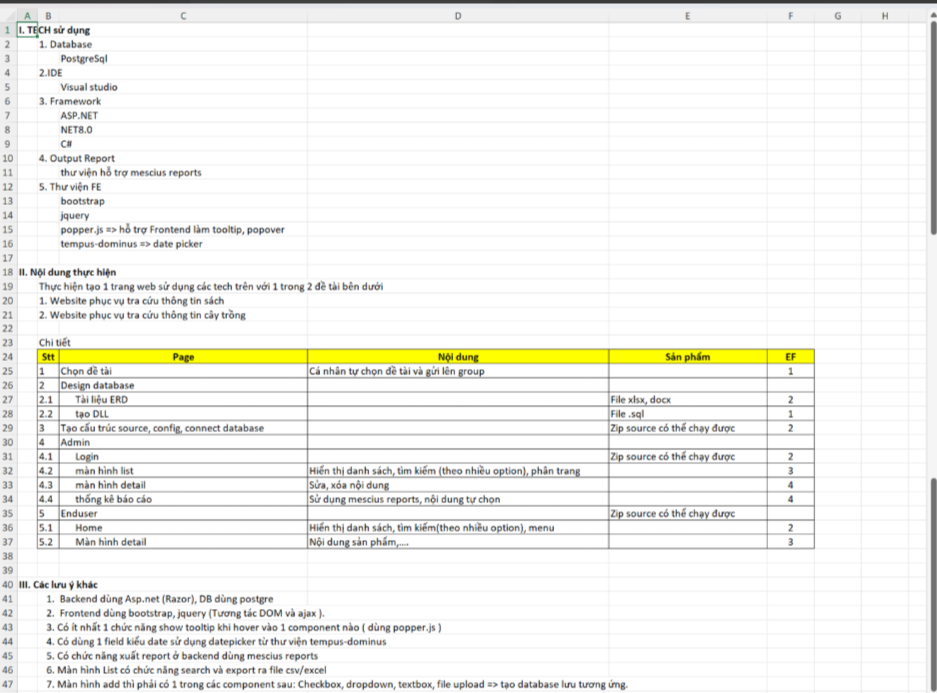 A B C D E F G H
1 I. TECH sử dụng
2 1. Database
3 PostgreSql
4 2.IDE
5 Visual studio
6 3. Framework
7 ASP.NET
8 NET8.0
9 C#
10 4. Output Report
11 thư viện hỗ trợ mescius reports
12 5. Thư viện FE
13 bootstrap
14 jquery
15 popper.js => hỗ trợ Frontend làm tooltip, popover
16 tempus-dominus => date picker
17
18 II. Nội dung thực hiện
19 Thực hiện tạo 1 trang web sử dụng các tech trên với 1 trong 2 đề tài bên dưới
20 1. Website phục vụ tra cứu thông tin sách
21 2. Website phục vụ tra cứu thông tin cây trồng
22
23 Chi tiết
24 Stt Page Nội dung Sản phẩm EF
25 1 Chọn đề tài Cá nhân tự chọn đề tài và gửi lên group 1
26 2 Design database
27 2.1 Tài liệu ERD File xlsx, docx 2
28 2.2 tạo DLL File .sql 1
29 3 Tạo cấu trúc source, config, connect database Zip source có thể chạy được 2
30 4 Admin
31 4.1 Login Zip source có thể chạy được 2
32 4.2 màn hình list Hiển thị danh sách, tìm kiếm (theo nhiều option), phân trang 3
33 4.3 màn hình detail Sửa, xóa nội dung 4
34 4.4 thống kê báo cáo Sử dụng mescius reports, nội dung tự chọn 4
35 5 Enduser Zip source có thể chạy được
36 5.1 Home Hiển thị danh sách, tìm kiếm(theo nhiều option), menu 2
37 5.2 Màn hình detail Nội dung sản phẩm,.... 3
38
39
40 III. Các lưu ý khác
41 1. Backend dùng Asp.net (Razor), DB dùng postgre
42 2. Frontend dùng bootstrap, jquery (Tương tác DOM và ajax ).
43 3. Có ít nhất 1 chức năng show tooltip khi hover vào 1 component nào ( dùng popper.js )
44 4. Có dùng 1 field kiểu date sử dụng datepicker từ thư viện tempus-dominus
45 5. Có chức năng xuất report ở backend dùng mescius reports
46 6. Màn hình List có chức năng search và export ra file csv/excel
47 7. Màn hình add thì phải có 1 trong các component sau: Checkbox, dropdown, textbox, file upload => tạo database lưu tương ứng.